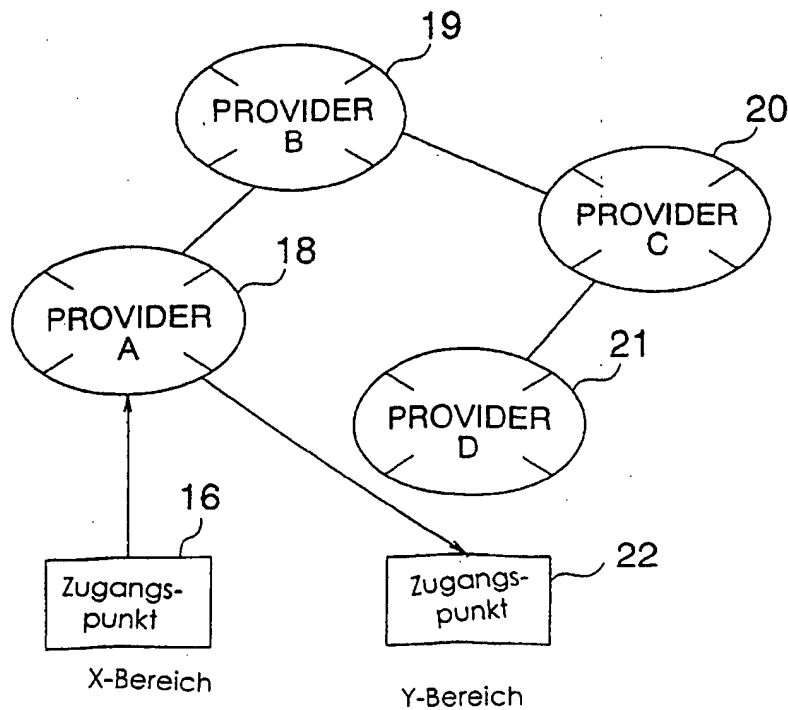 19
PROVIDER
B
20
PROVIDER
C
18
PROVIDER
A
21
PROVIDER
D
16
Zugangs-
punkt
X-Bereich
22
Zugangs-
punkt
Y-Bereich